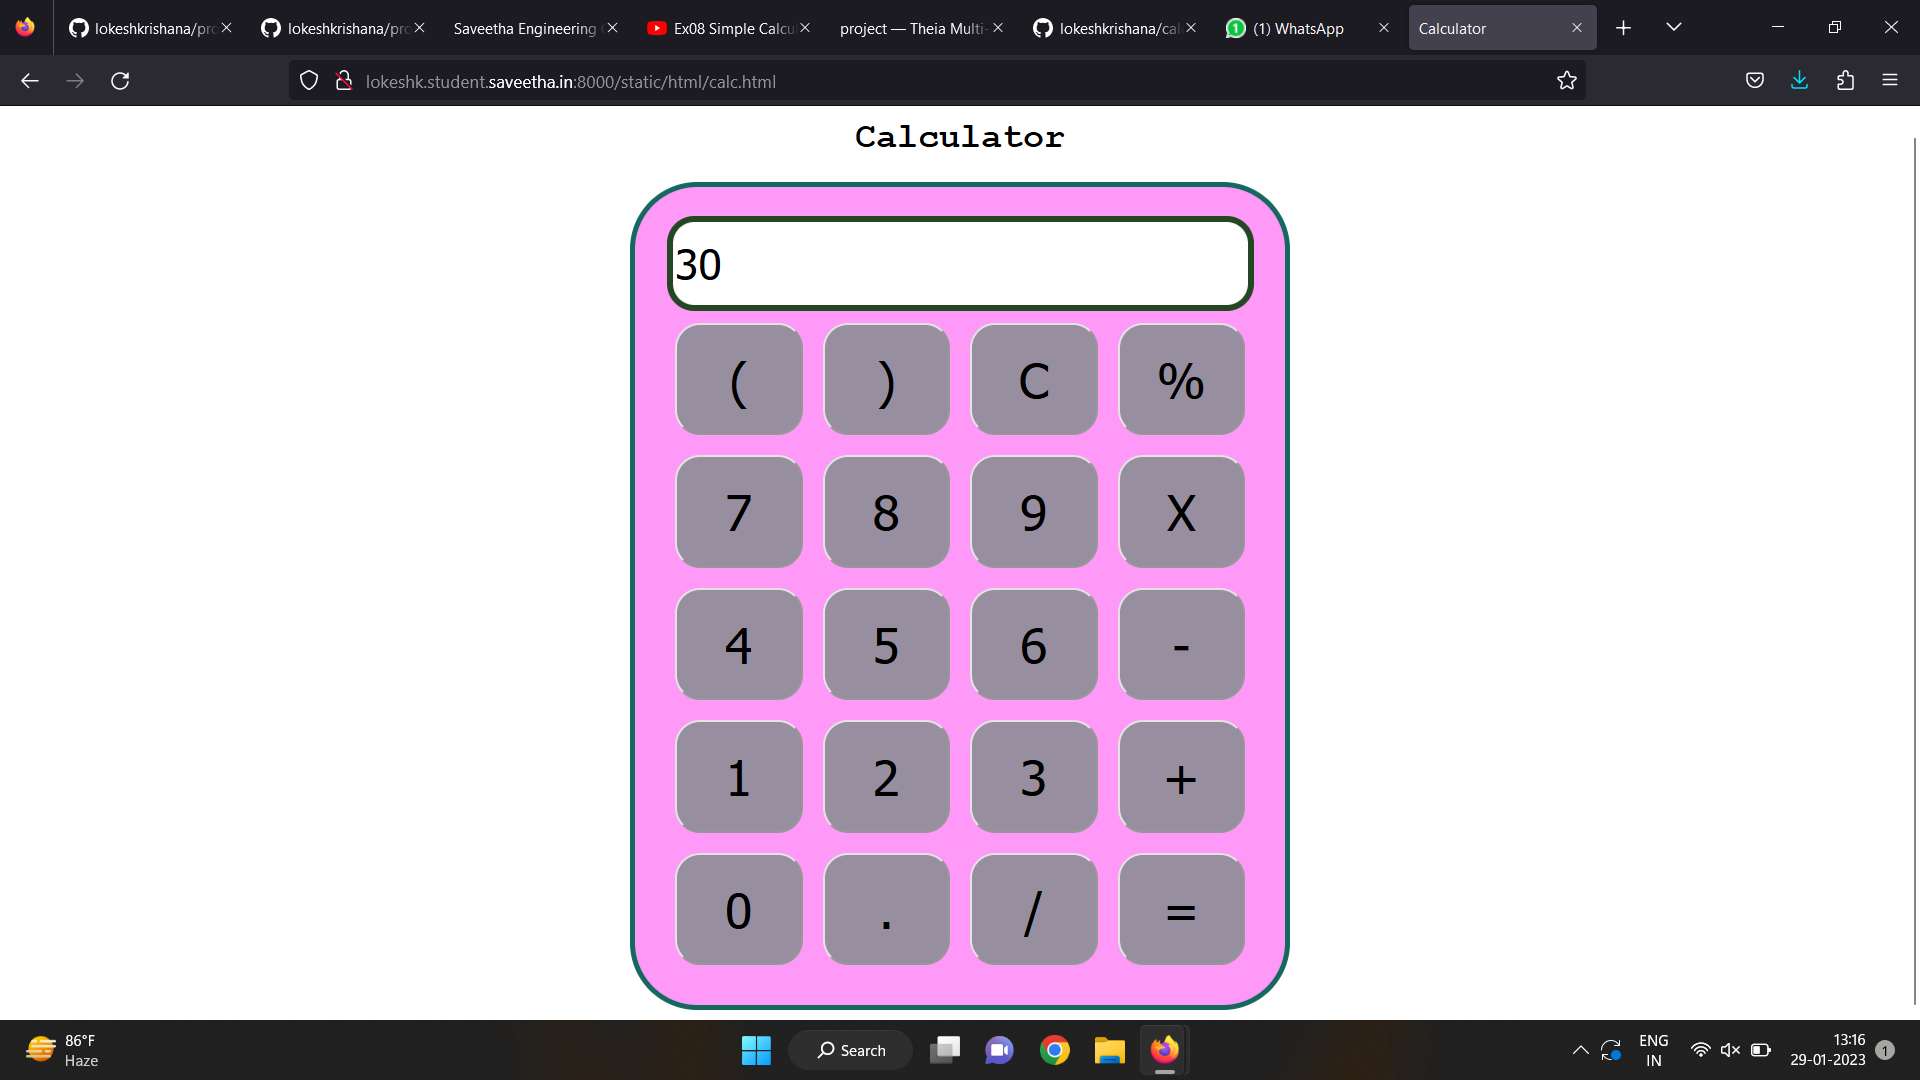 lokeshkrishana/pro
lokeshkrishana/pro
Saveetha Engineering
Ex08 Simple Calcul
project — Theia Multi-
lokeshkrishana/cal
1
(1) WhatsApp
Calculator
lokeshk.student.saveetha.in:8000/static/html/calc.html
Calculator
30
( ) C %
7 8 9 X
4 5 6 -
1 2 3 +
0 . / =
86°F
Haze
Search
ENG
IN
13:16
29-01-2023
1